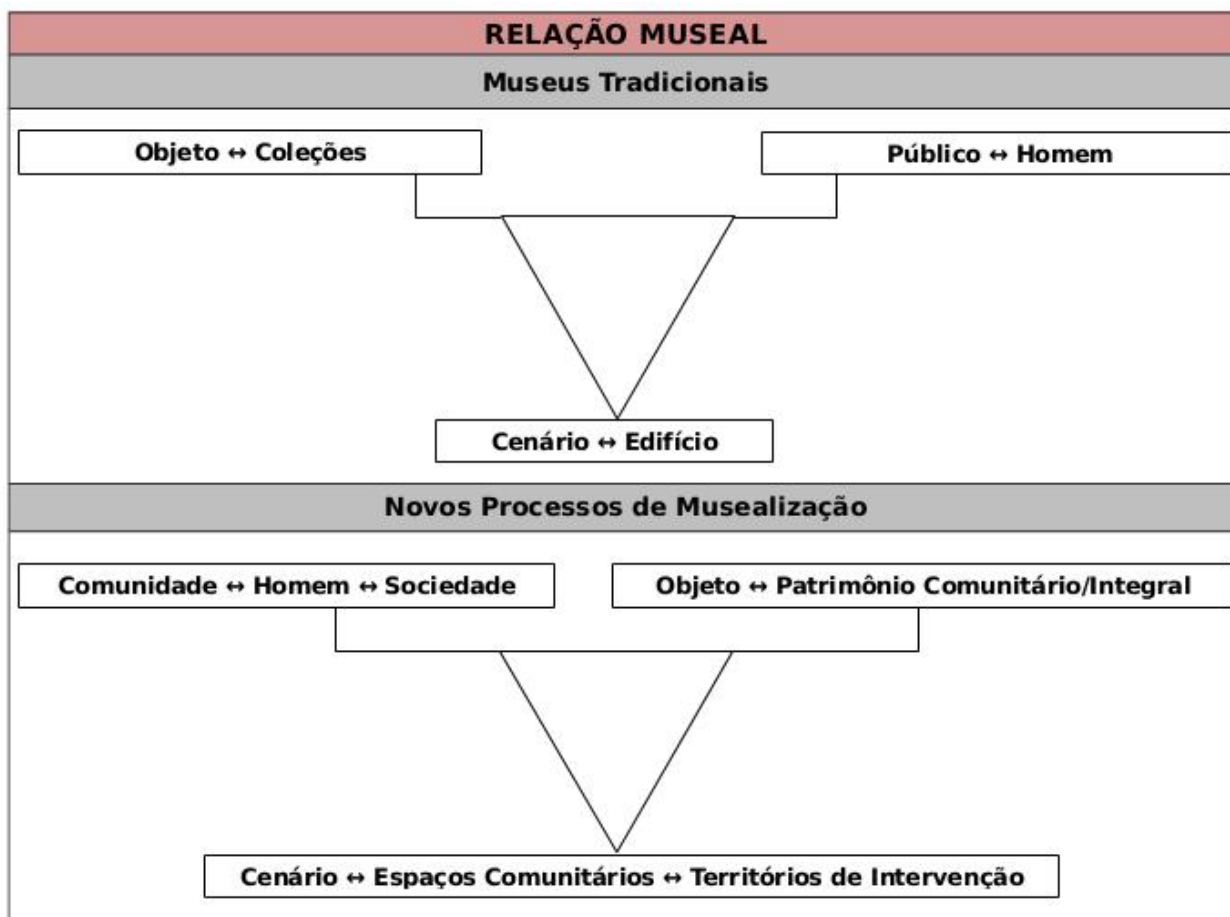 RELAÇÃO MUSEAL
Museus Tradicionais
Objeto ↔ Coleções
Público ↔ Homem
Cenário ↔ Edifício
Novos Processos de Musealização
Comunidade ↔ Homem ↔ Sociedade
Objeto ↔ Patrimônio Comunitário/Integral
Cenário ↔ Espaços Comunitários ↔ Territórios de Intervenção